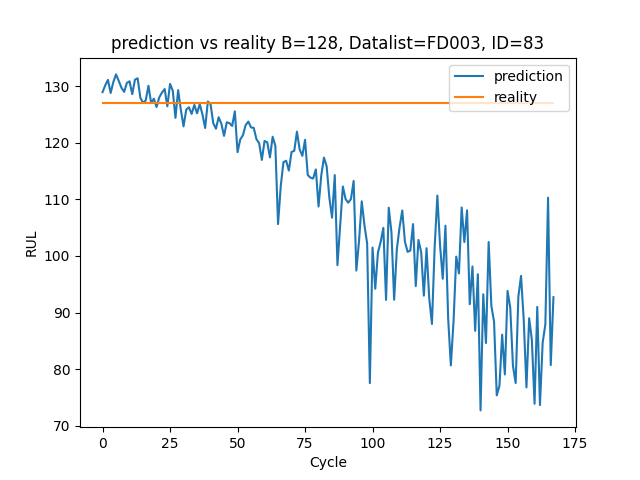 prediction vs reality B=128, Datalist=FD003, ID=83
prediction
reality
RUL
130
120
110
100
90
80
70
0 25 50 75 100 125 150 175
Cycle